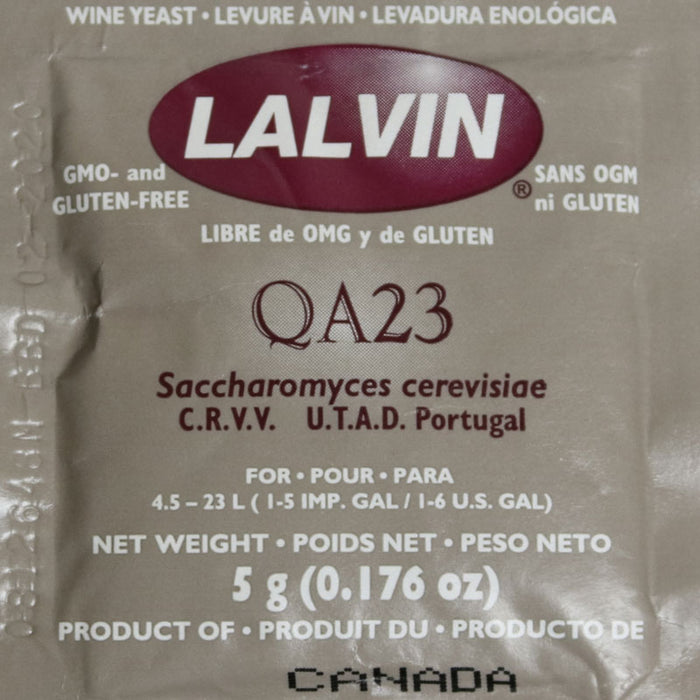 WINE YEAST • LEVURE À VIN • LEVADURA ENOLÓGICA
LALVIN
®
GMO- and
GLUTEN-FREE
SANS OGM
ni GLUTEN
LIBRE de OMG y de GLUTEN
QA23
Saccharomyces cerevisiae
C.R.V.V. U.T.A.D. Portugal
FOR • POUR • PARA
4.5 – 23 L ( 1-5 IMP. GAL / 1-6 U.S. GAL)
NET WEIGHT • POIDS NET • PESO NETO
5 g (0.176 oz)
PRODUCT OF • PRODUIT DU • PRODUCTO DE
CANADA